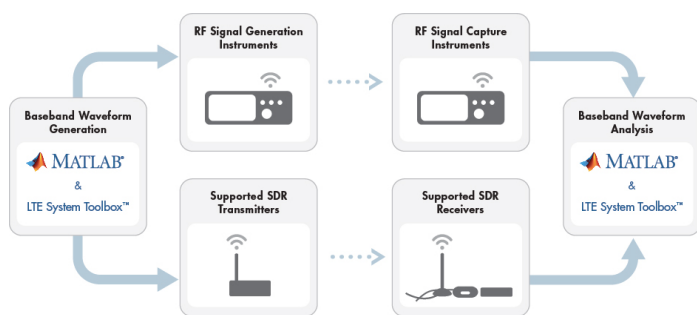 Baseband Waveform
Generation
MATLAB®
&
LTE System Toolbox™
RF Signal Generation
Instruments
RF Signal Capture
Instruments
Supported SDR
Transmitters
Supported SDR
Receivers
Baseband Waveform
Analysis
MATLAB®
&
LTE System Toolbox™